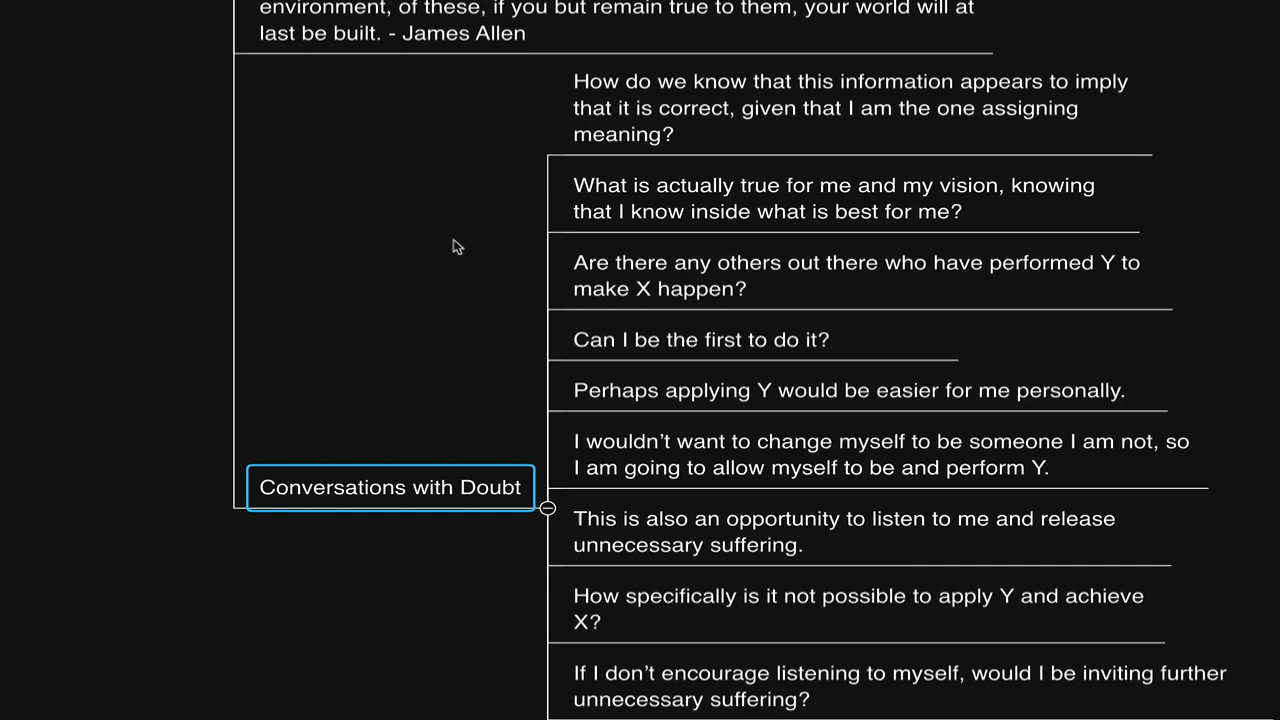 environment, of these, if you but remain true to them, your world will at
last be built. - James Allen
How do we know that this information appears to imply
that it is correct, given that I am the one assigning
meaning?
What is actually true for me and my vision, knowing
that I know inside what is best for me?
Are there any others out there who have performed Y to
make X happen?
Can I be the first to do it?
Perhaps applying Y would be easier for me personally.
I wouldn’t want to change myself to be someone I am not, so
I am going to allow myself to be and perform Y.
Conversations with Doubt
This is also an opportunity to listen to me and release
unnecessary suffering.
How specifically is it not possible to apply Y and achieve
X?
If I don’t encourage listening to myself, would I be inviting further
unnecessary suffering?